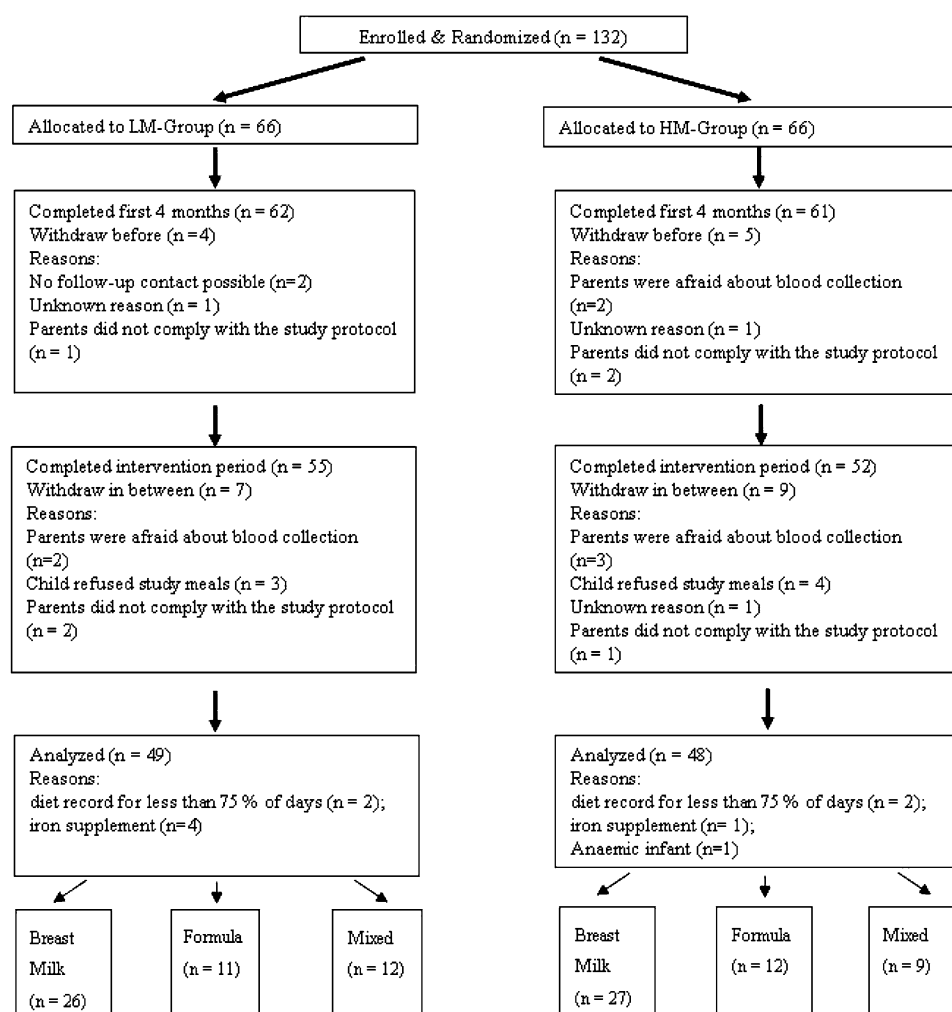 Enrolled & Randomized (n = 132)
Allocated to LM-Group (n = 66)
Allocated to HM-Group (n = 66)
Completed first 4 months (n = 62)
Withdraw before (n =4)
Reasons:
No follow-up contact possible (n=2)
Unknown reason (n = 1)
Parents did not comply with the study protocol
(n = 1)
Completed first 4 months (n = 61)
Withdraw before (n = 5)
Reasons:
Parents were afraid about blood collection
(n=2)
Unknown reason (n = 1)
Parents did not comply with the study protocol
(n = 2)
Completed intervention period (n = 55)
Withdraw in between (n = 7)
Reasons:
Parents were afraid about blood collection
(n=2)
Child refused study meals (n = 3)
Parents did not comply with the study protocol
(n = 2)
Completed intervention period (n = 52)
Withdraw in between (n = 9)
Reasons:
Parents were afraid about blood collection
(n=3)
Child refused study meals (n = 4)
Unknown reason (n = 1)
Parents did not comply with the study protocol
(n = 1)
Analyzed (n = 49)
Reasons:
diet record for less than 75 % of days (n = 2);
iron supplement (n=4)
Analyzed (n = 48)
Reasons:
diet record for less than 75 % of days (n = 2);
iron supplement (n= 1);
Anaemic infant (n=1)
Breast
Milk
(n = 26)
Formula
(n = 11)
Mixed
(n = 12)
Breast
Milk
(n = 27)
Formula
(n = 12)
Mixed
(n = 9)